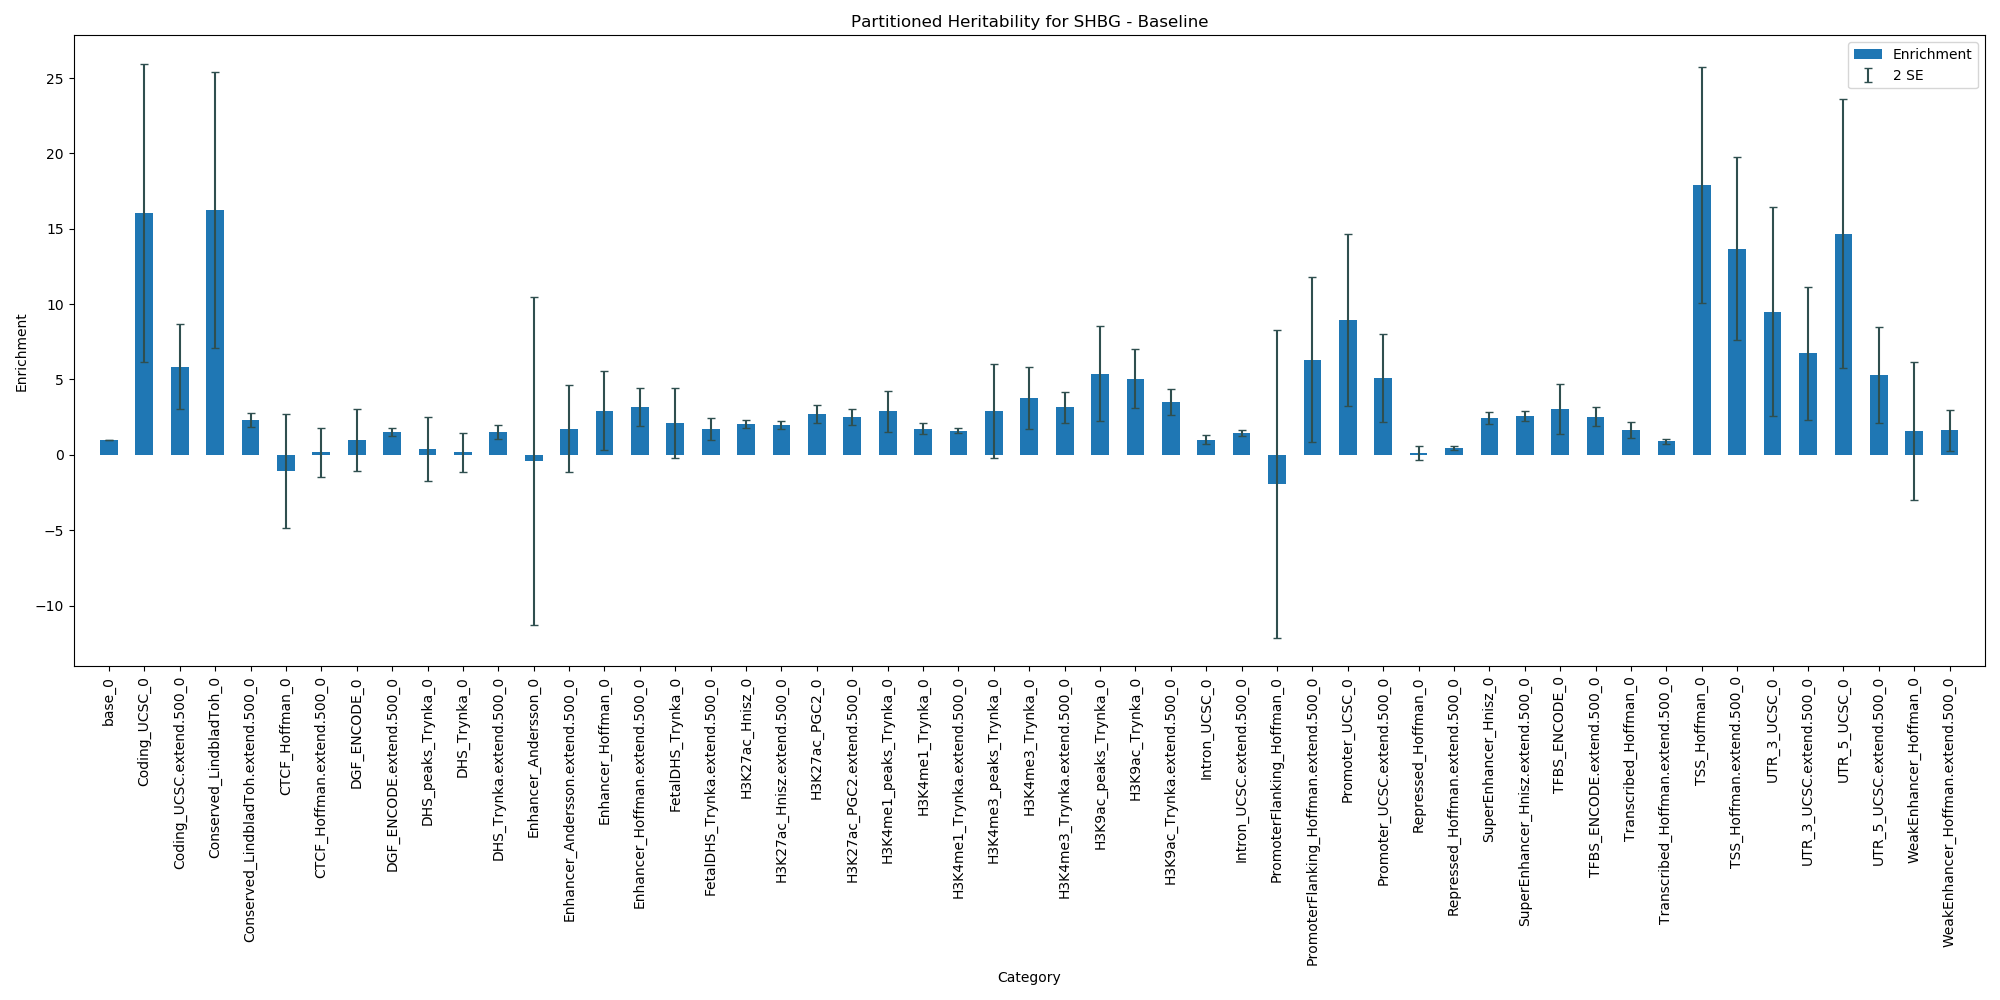 Partitioned Heritability for SHBG - Baseline
Enrichment
2 SE
25
20
15
10
5
0
−5
−10
Enrichment
base_0
Coding_UCSC_0
Coding_UCSC.extend.500_0
Conserved_LindbladToh_0
Conserved_LindbladToh.extend.500_0
CTCF_Hoffman_0
CTCF_Hoffman.extend.500_0
DGF_ENCODE_0
DGF_ENCODE.extend.500_0
DHS_peaks_Trynka_0
DHS_Trynka_0
DHS_Trynka.extend.500_0
Enhancer_Andersson_0
Enhancer_Andersson.extend.500_0
Enhancer_Hoffman_0
Enhancer_Hoffman.extend.500_0
FetalDHS_Trynka_0
FetalDHS_Trynka.extend.500_0
H3K27ac_Hnisz_0
H3K27ac_Hnisz.extend.500_0
H3K27ac_PGC2_0
H3K27ac_PGC2.extend.500_0
H3K4me1_peaks_Trynka_0
H3K4me1_Trynka_0
H3K4me1_Trynka.extend.500_0
H3K4me3_peaks_Trynka_0
H3K4me3_Trynka_0
H3K4me3_Trynka.extend.500_0
H3K9ac_peaks_Trynka_0
H3K9ac_Trynka_0
H3K9ac_Trynka.extend.500_0
Intron_UCSC_0
Intron_UCSC.extend.500_0
PromoterFlanking_Hoffman_0
PromoterFlanking_Hoffman.extend.500_0
Promoter_UCSC_0
Promoter_UCSC.extend.500_0
Repressed_Hoffman_0
Repressed_Hoffman.extend.500_0
SuperEnhancer_Hnisz_0
SuperEnhancer_Hnisz.extend.500_0
TFBS_ENCODE_0
TFBS_ENCODE.extend.500_0
Transcribed_Hoffman_0
Transcribed_Hoffman.extend.500_0
TSS_Hoffman_0
TSS_Hoffman.extend.500_0
UTR_3_UCSC_0
UTR_3_UCSC.extend.500_0
UTR_5_UCSC_0
UTR_5_UCSC.extend.500_0
WeakEnhancer_Hoffman_0
WeakEnhancer_Hoffman.extend.500_0
Category